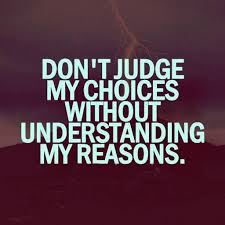 DON'T JUDGE
MY CHOICES
WITHOUT
UNDERSTANDING
MY REASONS.